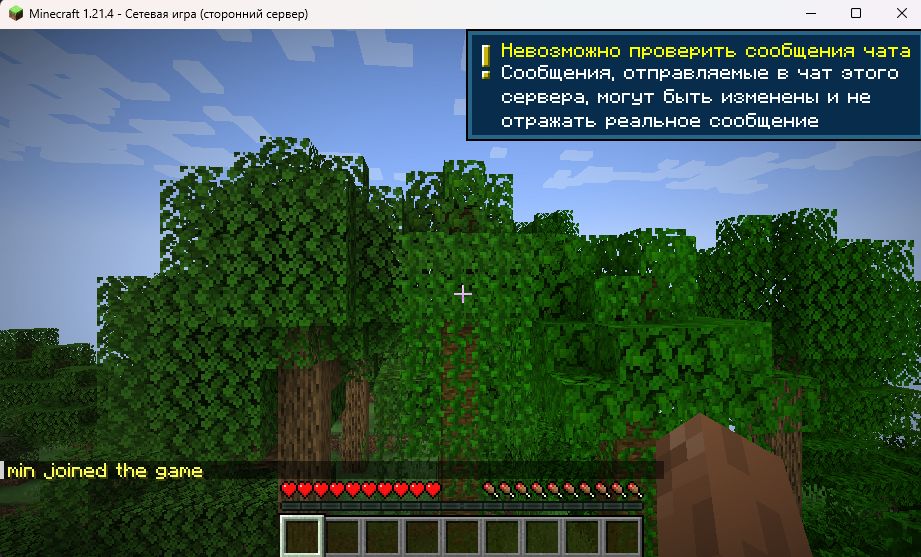 Minecraft 1.21.4 - Сетевая игра (сторонний сервер)
Невозможно проверить сообщения чата
Сообщения, отправляемые в чат этого
сервера, могут быть изменены и не
отражать реальное сообщение
min joined the game